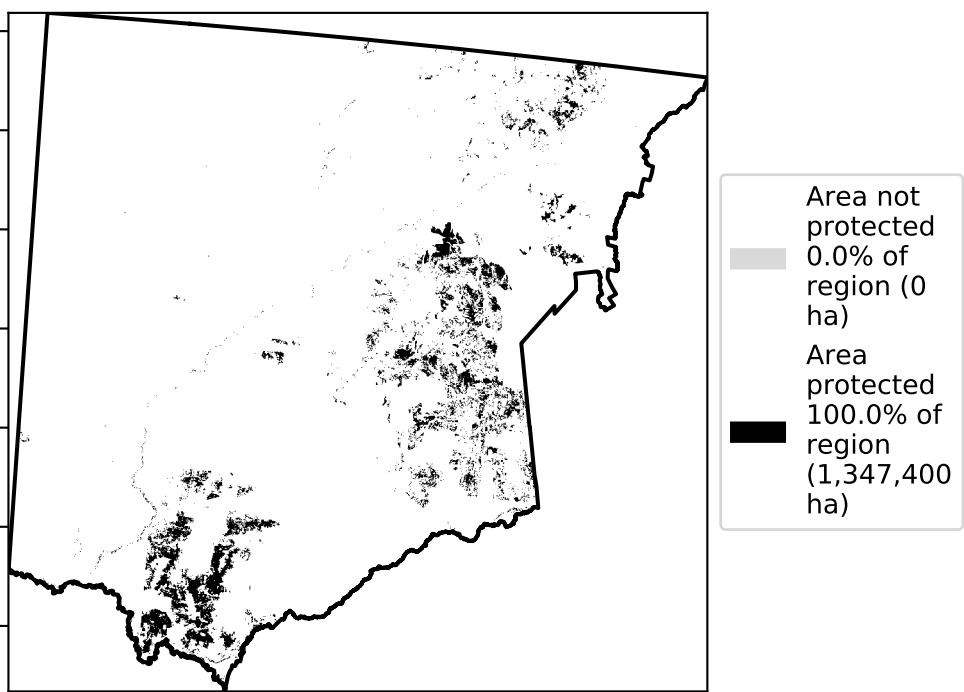 Area not
protected
0.0% of
region (0
ha)
Area
protected
100.0% of
region
(1,347,400
ha)